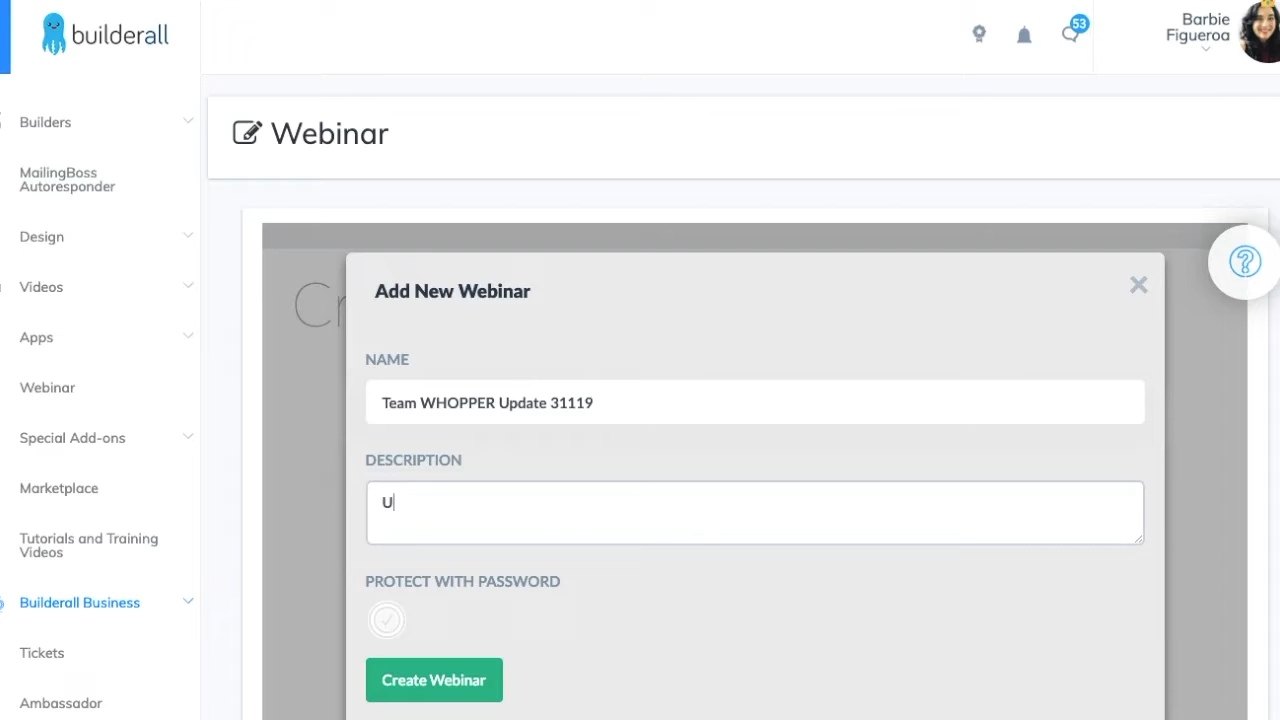 builderall
53
Barbie
Figueroa
Builders
MailingBoss
Autoresponder
Design
Videos
Apps
Webinar
Special Add-ons
Marketplace
Tutorials and Training
Videos
Builderall Business
Tickets
Ambassador
Webinar
?
Cr
Add New Webinar
NAME
Team WHOPPER Update 31119
DESCRIPTION
U
PROTECT WITH PASSWORD
Create Webinar